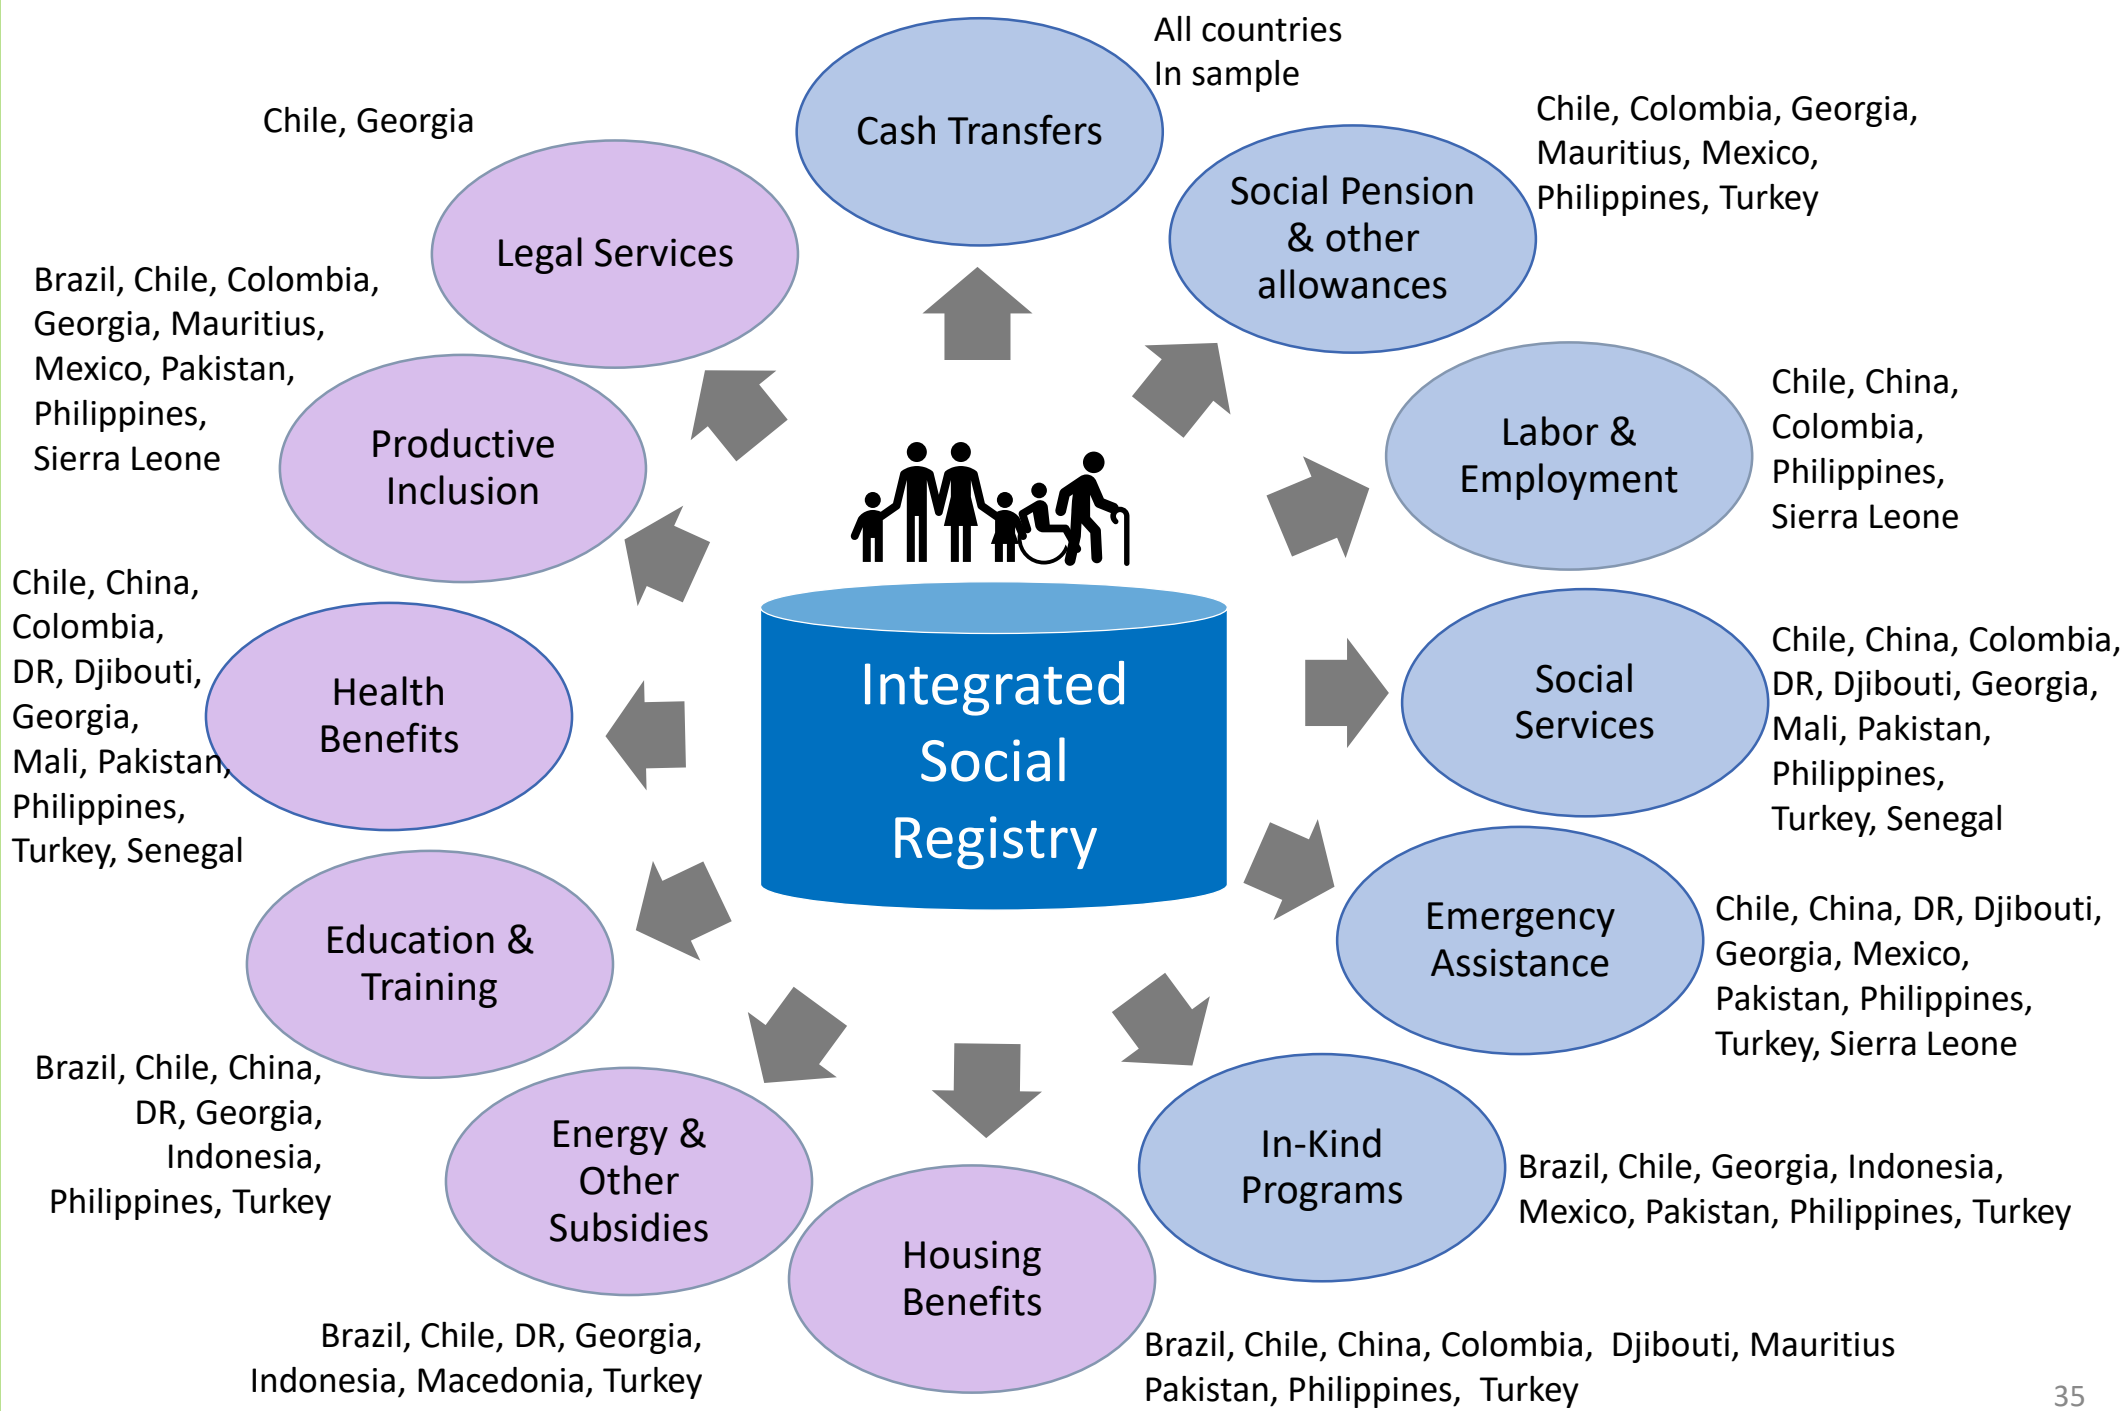 All countries
In sample
Cash Transfers
Chile, Colombia, Georgia,
Mauritius, Mexico,
Philippines, Turkey
Social Pension
& other
allowances
Chile, China,
Colombia,
Philippines,
Sierra Leone
Labor &
Employment
Chile, China, Colombia,
DR, Djibouti, Georgia,
Mali, Pakistan,
Philippines,
Turkey, Senegal
Social
Services
Chile, China, DR, Djibouti,
Georgia, Mexico,
Pakistan, Philippines,
Turkey, Sierra Leone
Emergency
Assistance
In-Kind
Programs
Brazil, Chile, Georgia, Indonesia,
Mexico, Pakistan, Philippines, Turkey
Housing
Benefits
Brazil, Chile, China, Colombia,  Djibouti, Mauritius
Pakistan, Philippines,  Turkey
Energy &
Other
Subsidies
Brazil, Chile, DR, Georgia,
Indonesia, Macedonia, Turkey
Education &
Training
Brazil, Chile, China,
DR, Georgia,
Indonesia,
Philippines, Turkey
Health
Benefits
Chile, China,
Colombia,
DR, Djibouti,
Georgia,
Mali, Pakistan,
Philippines,
Turkey, Senegal
Productive
Inclusion
Brazil, Chile, Colombia,
Georgia, Mauritius,
Mexico, Pakistan,
Philippines,
Sierra Leone
Legal Services
Chile, Georgia
Integrated
Social
Registry
35